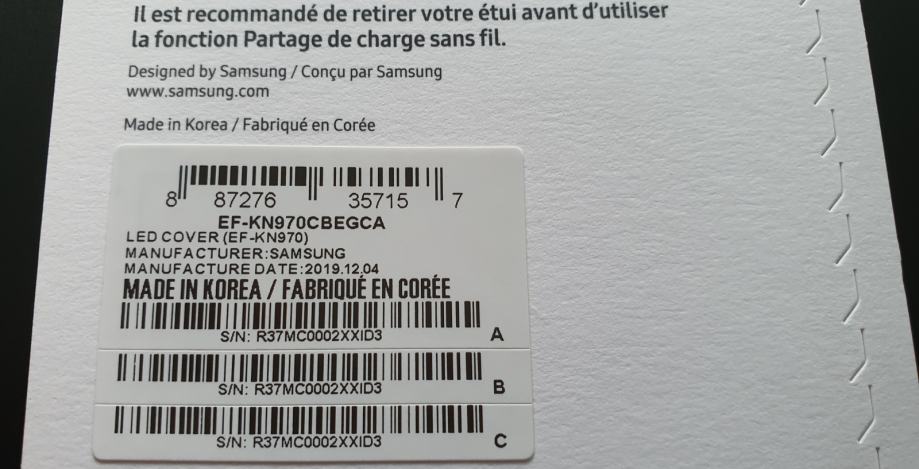 Il est recommandé de retirer votre étui avant d'utiliser
la fonction Partage de charge sans fil.
Designed by Samsung / Conçu par Samsung
www.samsung.com
Made in Korea / Fabriqué en Corée
8 87276 35715 7
EF-KN970CBEGCA
LED COVER (EF-KN970)
MANUFACTURER:SAMSUNG
MANUFACTURE DATE:2019.12.04
MADE IN KOREA / FABRIQUÉ EN CORÉE
S/N: R37MC0002XXID3 A
S/N: R37MC0002XXID3 B
S/N: R37MC0002XXID3 C